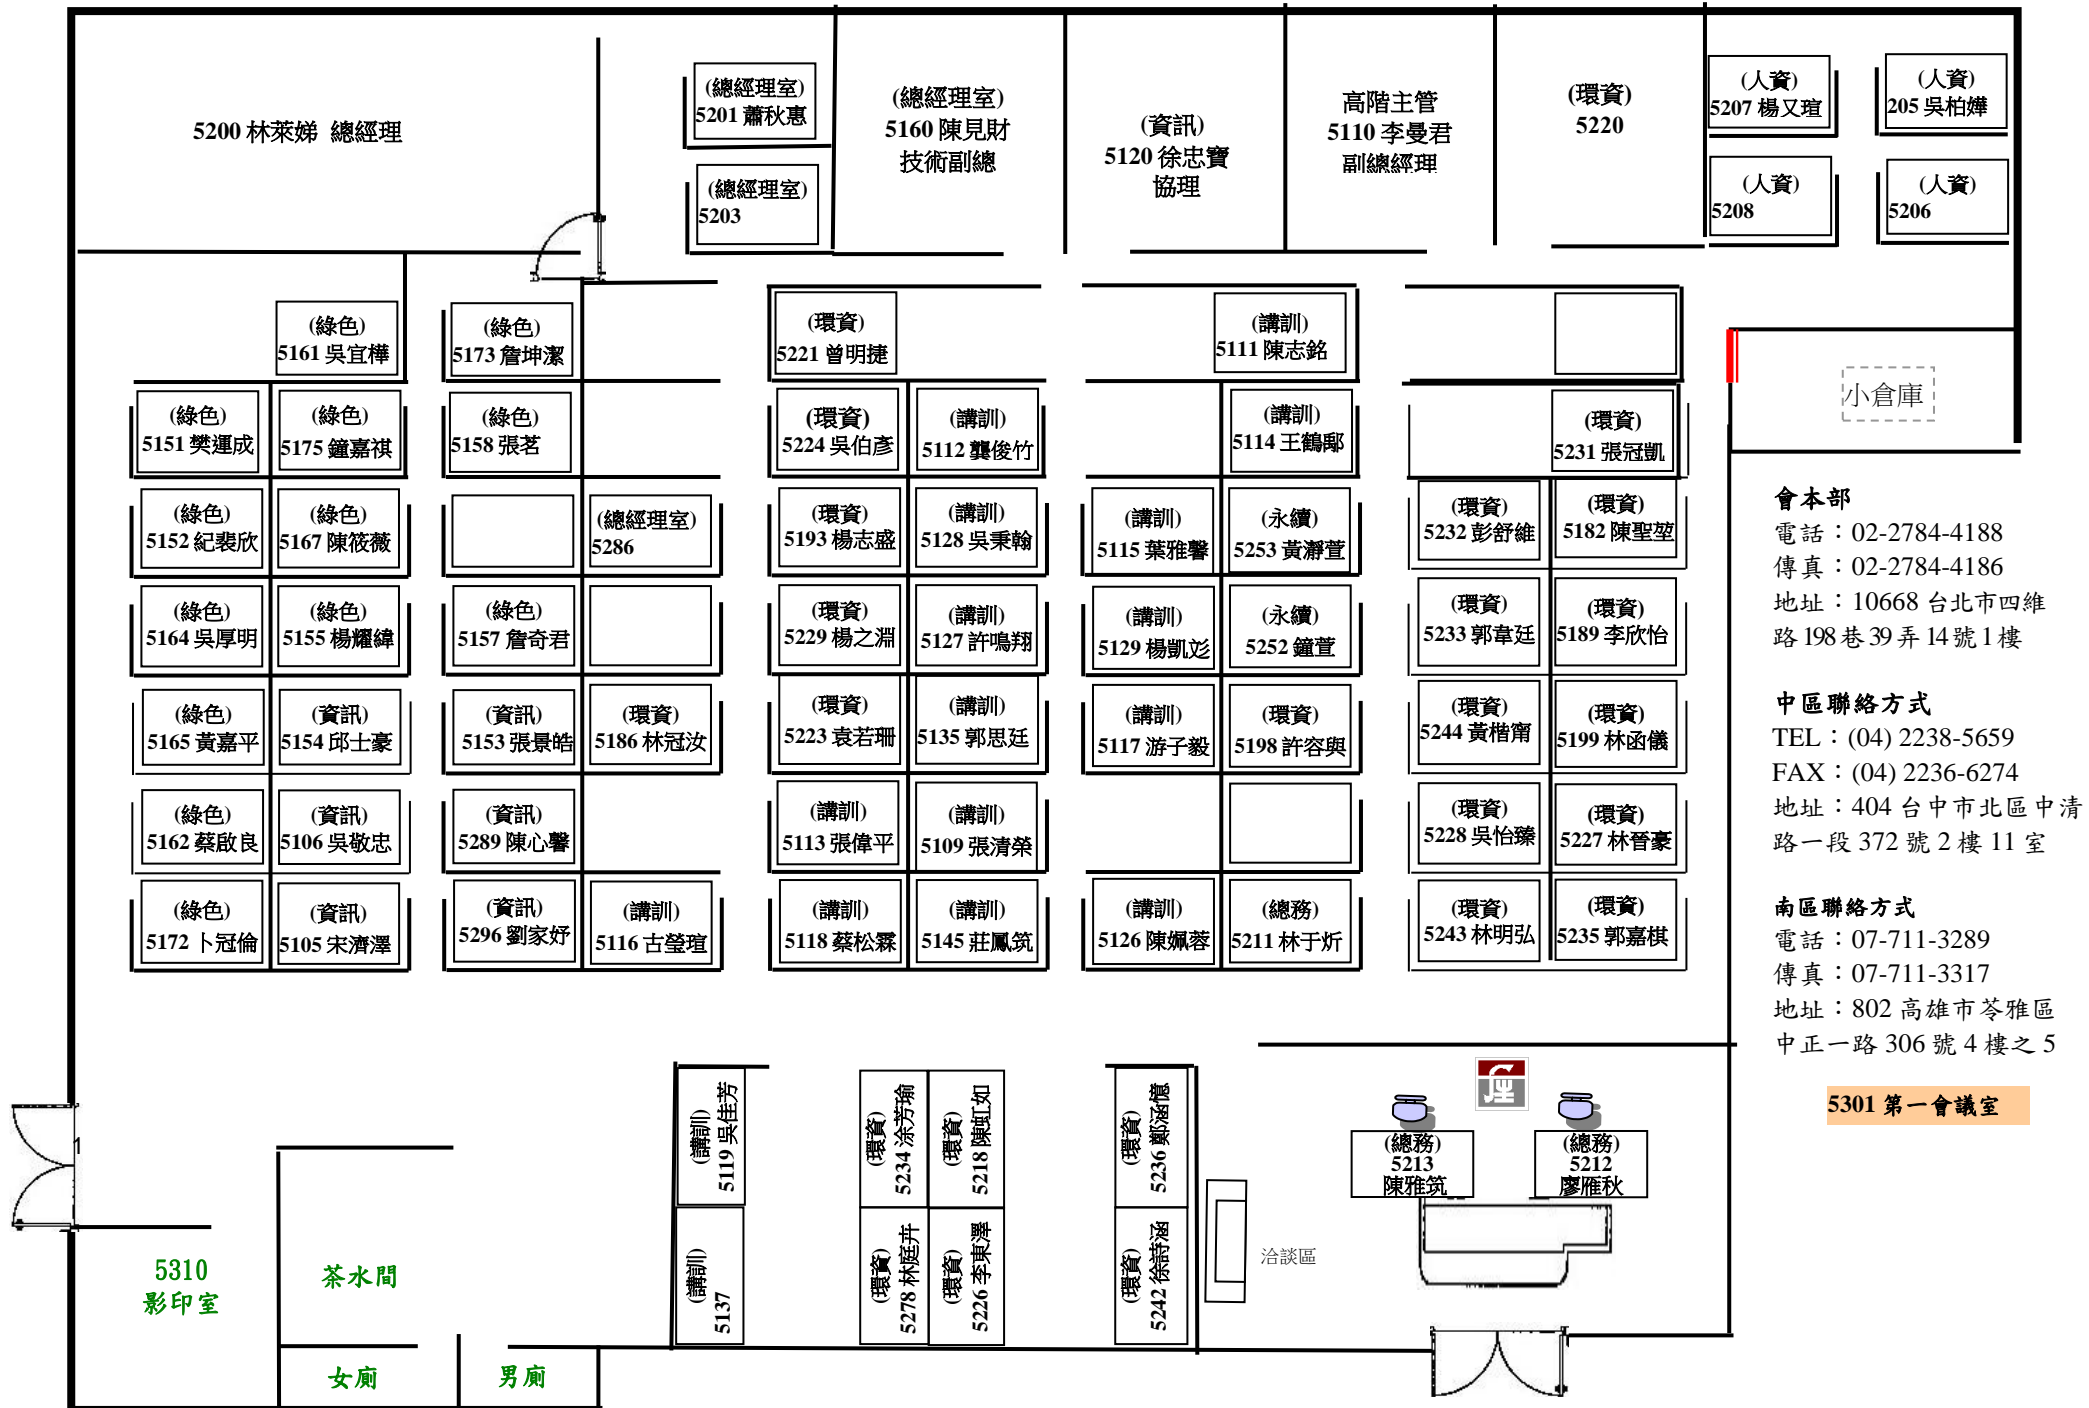 5200 林萊娣 總經理
(總經理室)
5201 蕭秋惠
(總經理室)
5203
(總經理室)
5160 陳見財
技術副總
(資訊)
5120 徐忠寶
協理
高階主管
5110 李曼君
副總經理
(環資)
5220
(人資)
5207 楊又瑄
(人資)
205 吳柏嬅
(人資)
5208
(人資)
5206
(綠色)
5161 吳宜樺
(綠色)
5173 詹坤潔
(環資)
5221 曾明捷
(講訓)
5111 陳志銘
(綠色)
5151 樊運成
(綠色)
5175 鐘嘉祺
(綠色)
5158 張茗
(環資)
5224 吳伯彥
(講訓)
5112 龔俊竹
(講訓)
5114 王鶴鄢
(環資)
5231 張冠凱
(綠色)
5152 紀裴欣
(綠色)
5167 陳筱薇
(總經理室)
5286
(環資)
5193 楊志盛
(講訓)
5128 吳秉翰
(講訓)
5115 葉雅馨
(永續)
5253 黃瀞萱
(環資)
5232 彭舒維
(環資)
5182 陳聖堃
(綠色)
5164 吳厚明
(綠色)
5155 楊耀緯
(綠色)
5157 詹奇君
(環資)
5229 楊之淵
(講訓)
5127 許鳴翔
(講訓)
5129 楊凱彣
(永續)
5252 鐘萱
(環資)
5233 郭韋廷
(環資)
5189 李欣怡
(綠色)
5165 黃嘉平
(資訊)
5154 邱士豪
(資訊)
5153 張景皓
(環資)
5186 林冠汝
(環資)
5223 袁若珊
(講訓)
5135 郭思廷
(講訓)
5117 游子毅
(環資)
5198 許容與
(環資)
5244 黃楷甯
(環資)
5199 林函儀
(綠色)
5162 蔡啟良
(資訊)
5106 吳敬忠
(資訊)
5289 陳心馨
(講訓)
5113 張偉平
(講訓)
5109 張清榮
(環資)
5228 吳怡臻
(環資)
5227 林晉豪
(綠色)
5172 卜冠倫
(資訊)
5105 宋濟澤
(資訊)
5296 劉家妤
(講訓)
5116 古瑩瑄
(講訓)
5118 蔡松霖
(講訓)
5145 莊鳳筑
(講訓)
5126 陳姵蓉
(總務)
5211 林于炘
(環資)
5243 林明弘
(環資)
5235 郭嘉棋
(講訓)
5119 吳佳芳
(講訓)
5137
(環資)
5234 涂芳瑜
(環資)
5218 陳虹如
(環資)
5278 林庭卉
(環資)
5226 李東澤
(環資)
5236 鄭涵憶
(環資)
5242 徐詩涵
(總務)
5213
陳雅筑
(總務)
5212
廖雁秋
洽談區
1
5310
影印室
茶水間
女廁
男廁
小倉庫
會本部
電話：02-2784-4188
傳真：02-2784-4186
地址：10668 台北市四維
路 198 巷 39 弄 14 號 1 樓
中區聯絡方式
TEL：(04) 2238-5659
FAX：(04) 2236-6274
地址：404 台中市北區中清
路一段 372 號 2 樓 11 室
南區聯絡方式
電話：07-711-3289
傳真：07-711-3317
地址：802 高雄市苓雅區
中正一路 306 號 4 樓之 5
5301 第一會議室